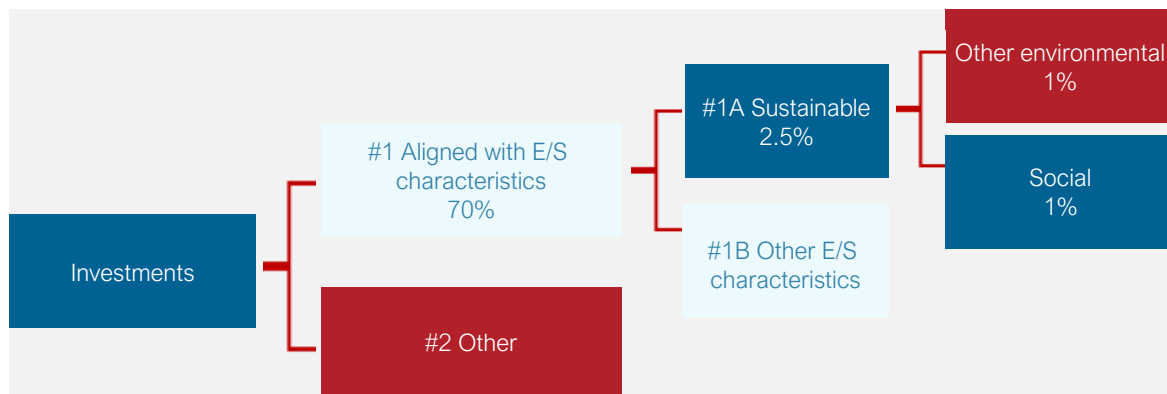 Investments
#1 Aligned with E/S
characteristics
70%
#2 Other
#1A Sustainable
2.5%
#1B Other E/S
characteristics
Other environmental
1%
Social
1%